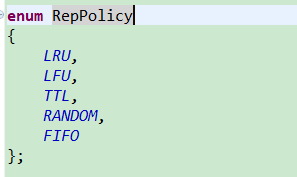 enum RepPolicy
{
    LRU,
    LFU,
    TTL,
    RANDOM,
    FIFO
};